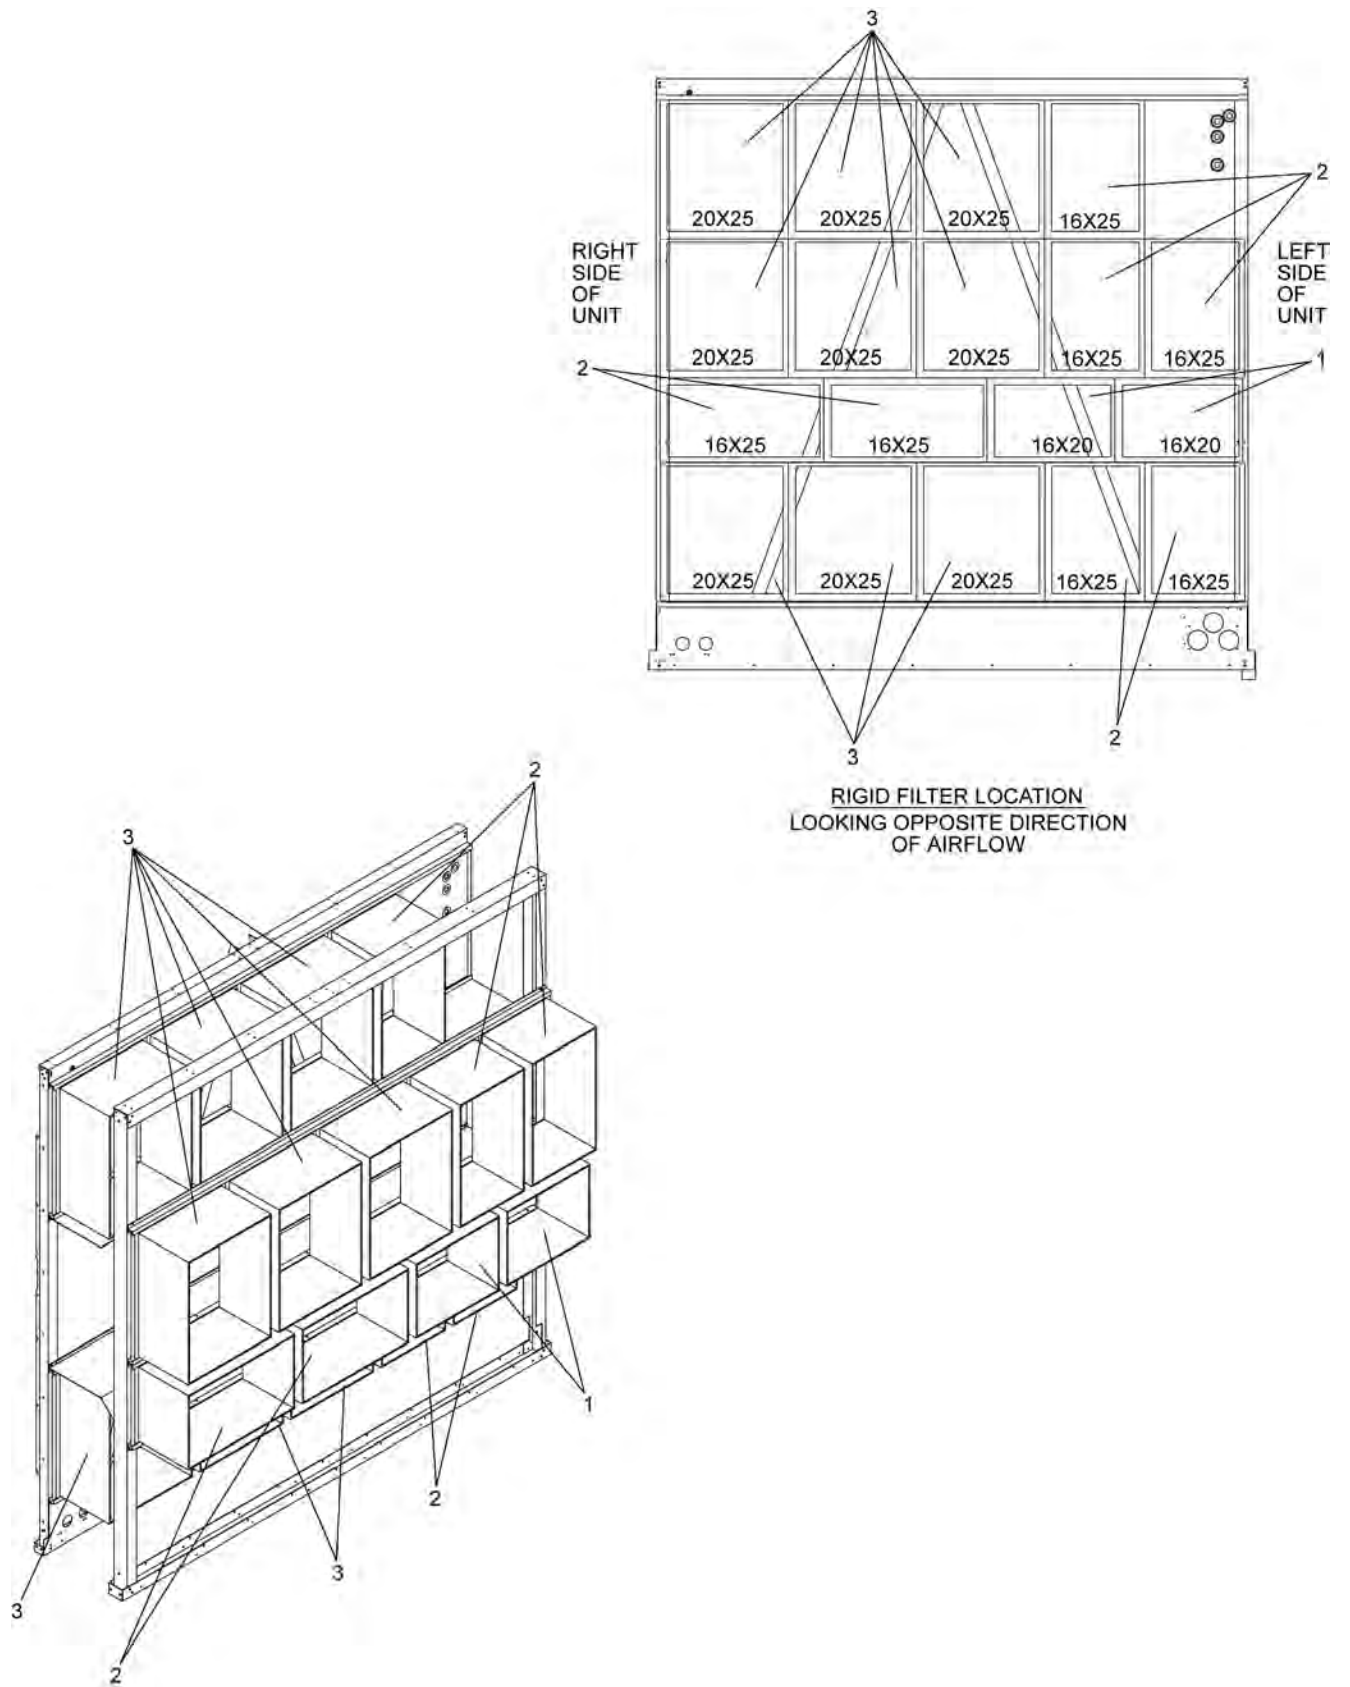 3
20X25 20X25 20X25 16X25
2
RIGHT
SIDE
OF
UNIT
LEFT
SIDE
OF
UNIT
20X25 20X25 20X25 16X25 16X25
2
1
16X25 16X25 16X20 16X20
20X25 20X25 20X25 16X25 16X25
3
2
RIGID FILTER LOCATION
LOOKING OPPOSITE DIRECTION
OF AIRFLOW
2
3
1
2
3
3
2